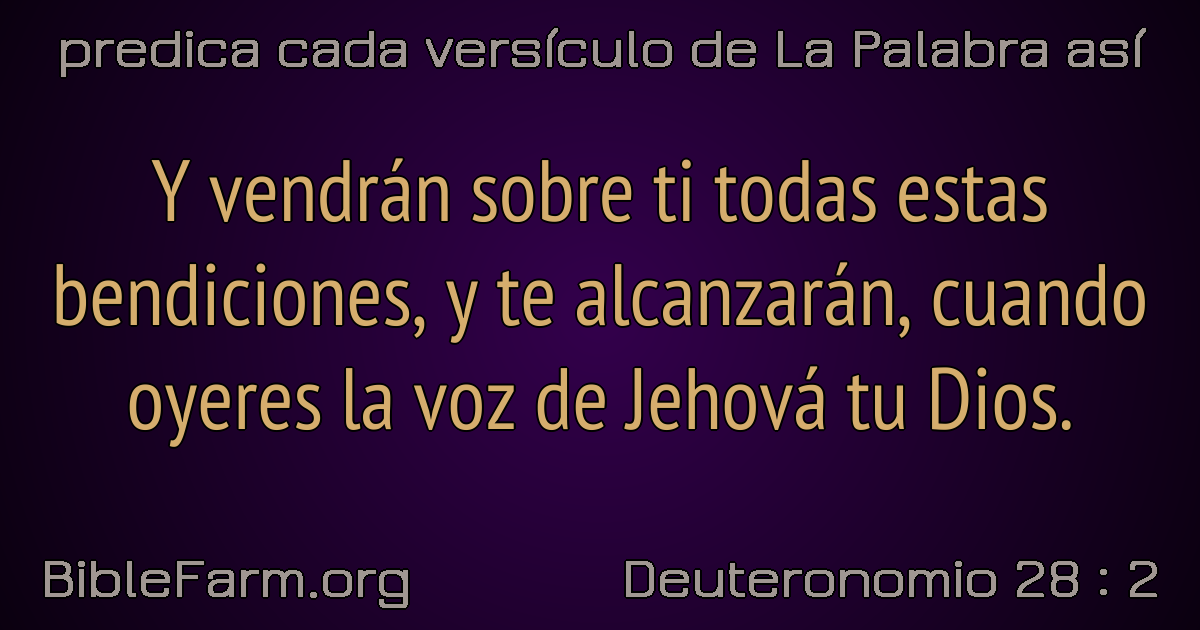 predica cada versículo de La Palabra así
Y vendrán sobre ti todas estas
bendiciones, y te alcanzarán, cuando
oyeres la voz de Jehová tu Dios.
BibleFarm.org
Deuteronomio 28 : 2